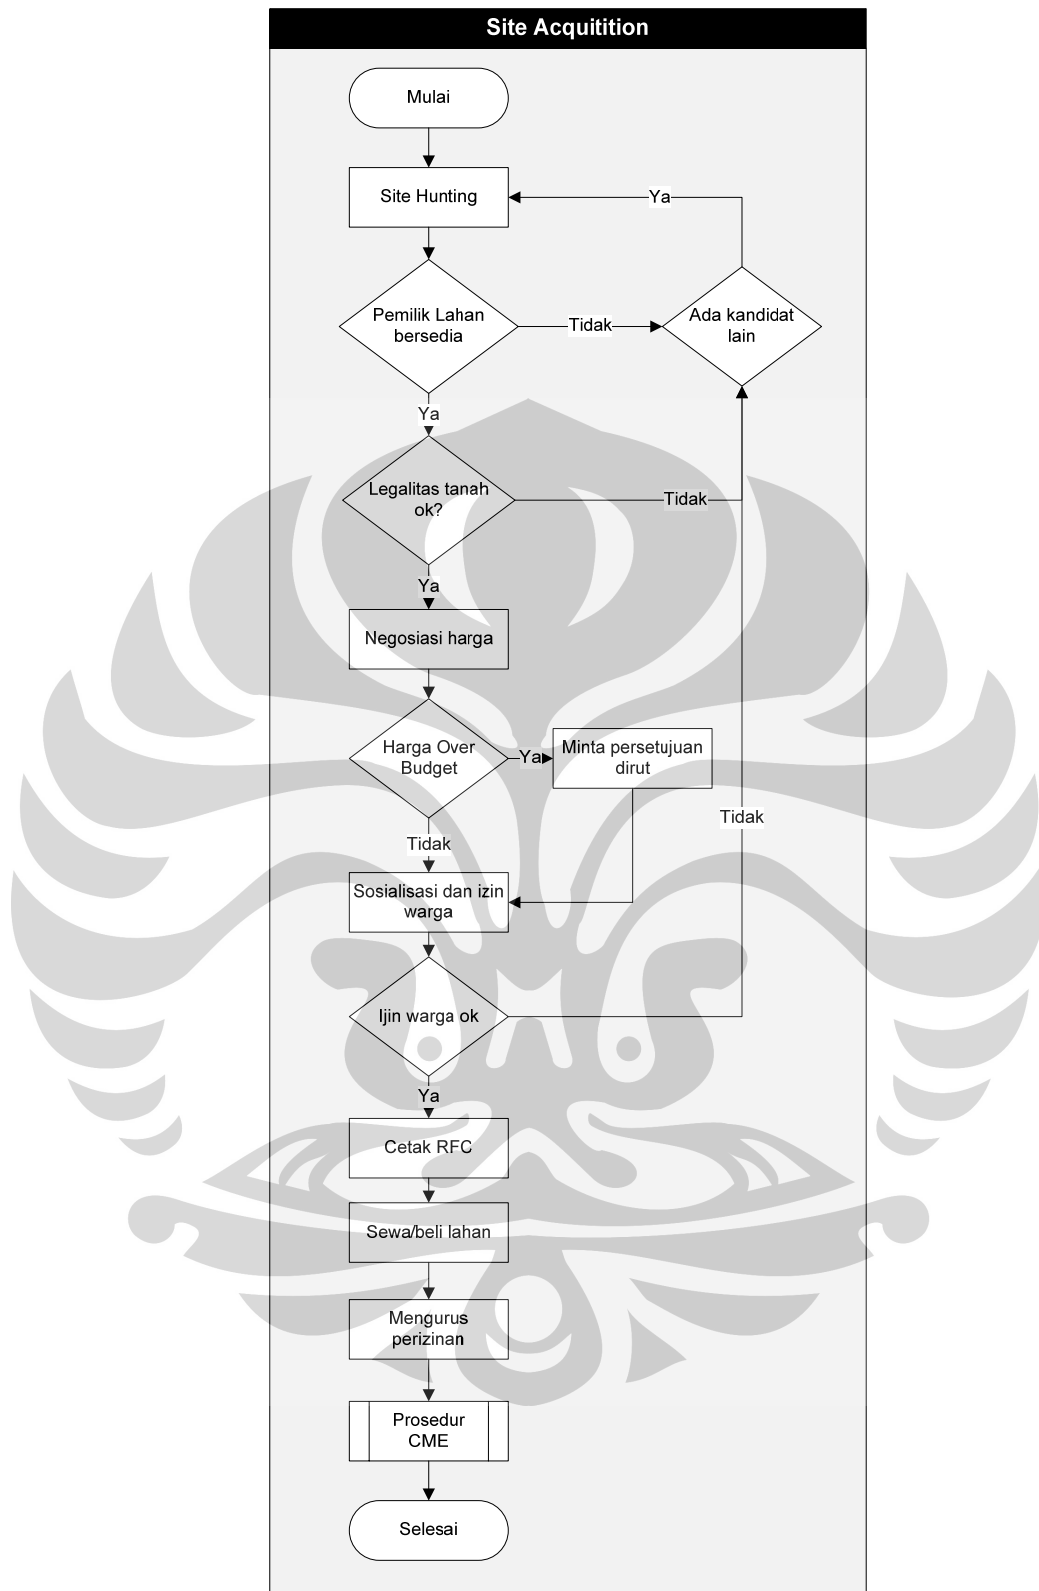 Site Acquitition
Mulai
Site Hunting
Ya
Pemilik Lahan
bersedia
Tidak
Ada kandidat
lain
Ya
Legalitas tanah
ok?
Tidak
Ya
Negosiasi harga
Harga Over
Budget
Ya
Minta persetujuan
dirut
Tidak
Tidak
Sosialisasi dan izin
warga
Ijin warga ok
Ya
Cetak RFC
Sewa/beli lahan
Mengurus
perizinan
Prosedur
CME
Selesai